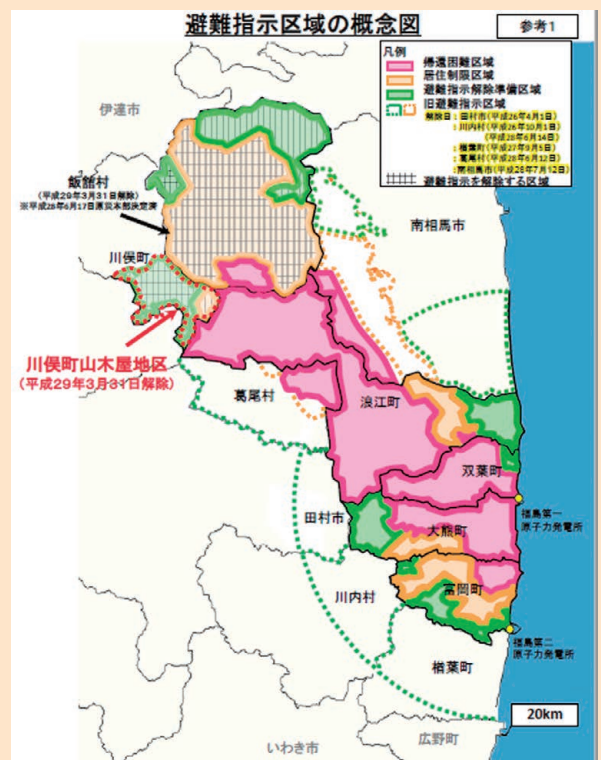 避難指示区域の概念図
参考1
凡例
帰還困難区域
居住制限区域
避難指示解除準備区域
旧避難指示区域
解除日：田村市(平成26年4月1日)
：川内村(平成26年10月1日)
(平成28年6月14日)
：楢葉町(平成27年9月5日)
：葛尾村(平成28年6月12日)
：南相馬市(平成28年7月12日)
避難指示を解除する区域
伊達市
飯舘村
(平成29年3月31日解除)
※平成28年6月17日原災本部決定済
南相馬市
川俣町
川俣町山木屋地区
(平成29年3月31日解除)
葛尾村
浪江町
双葉町
福島第一
原子力発電所
田村市
大熊町
川内村
富岡町
福島第二
原子力発電所
楢葉町
20km
広野町
いわき市